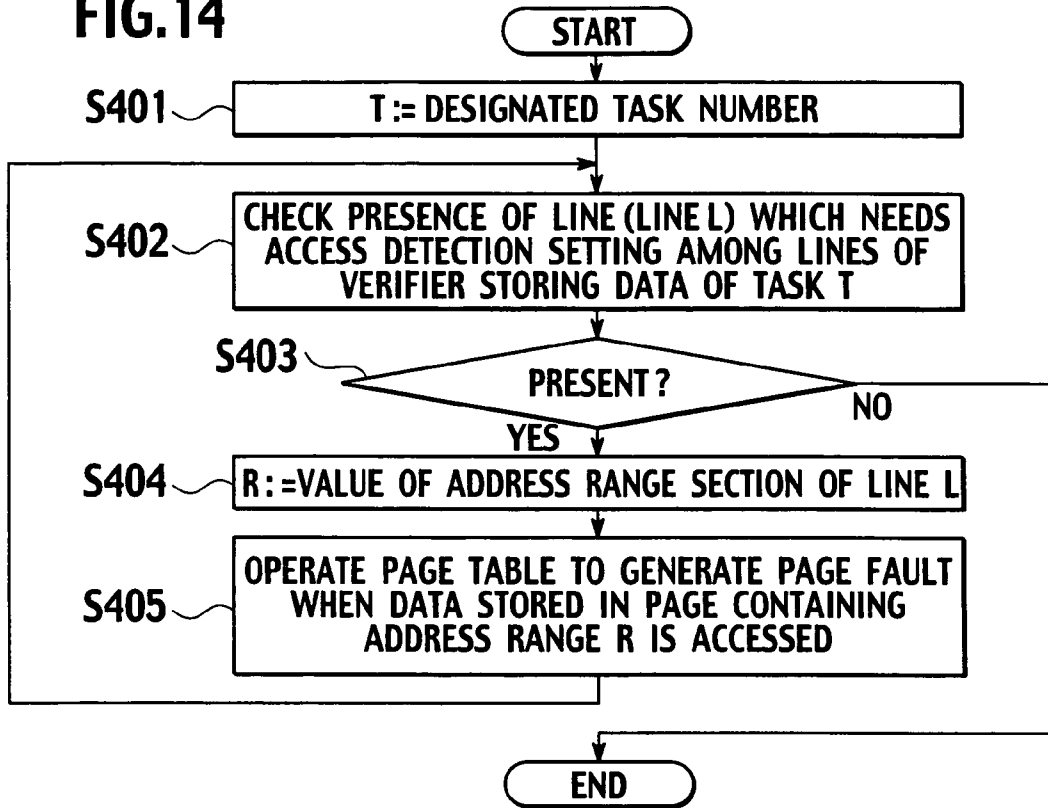 FIG.14
START
S401
T:= DESIGNATED TASK NUMBER
S402
CHECK PRESENCE OF LINE (LINE L) WHICH NEEDS
ACCESS DETECTION SETTING AMONG LINES OF
VERIFIER STORING DATA OF TASK T
S403
PRESENT?
NO
YES
S404
R:=VALUE OF ADDRESS RANGE SECTION OF LINE L
S405
OPERATE PAGE TABLE TO GENERATE PAGE FAULT
WHEN DATA STORED IN PAGE CONTAINING
ADDRESS RANGE R IS ACCESSED
END